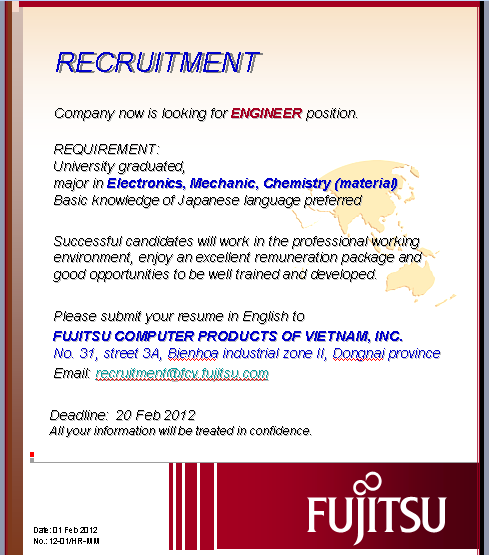 RECRUITMENT
Company now is looking for ENGINEER position.
REQUIREMENT:
University graduated,
major in Electronics, Mechanic, Chemistry (material)
Basic knowledge of Japanese language preferred
Successful candidates will work in the professional working
environment, enjoy an excellent remuneration package and
good opportunities to be well trained and developed.
Please submit your resume in English to
FUJITSU COMPUTER PRODUCTS OF VIETNAM, INC.
No. 31, street 3A, Bienhoa industrial zone II, Dongnai province
Email: recruitment@fcv.fujitsu.com
Deadline: 20 Feb 2012
All your information will be treated in confidence.
FUJITSU
Date: 01 Feb 2012
No.: 12-01/HR-MM